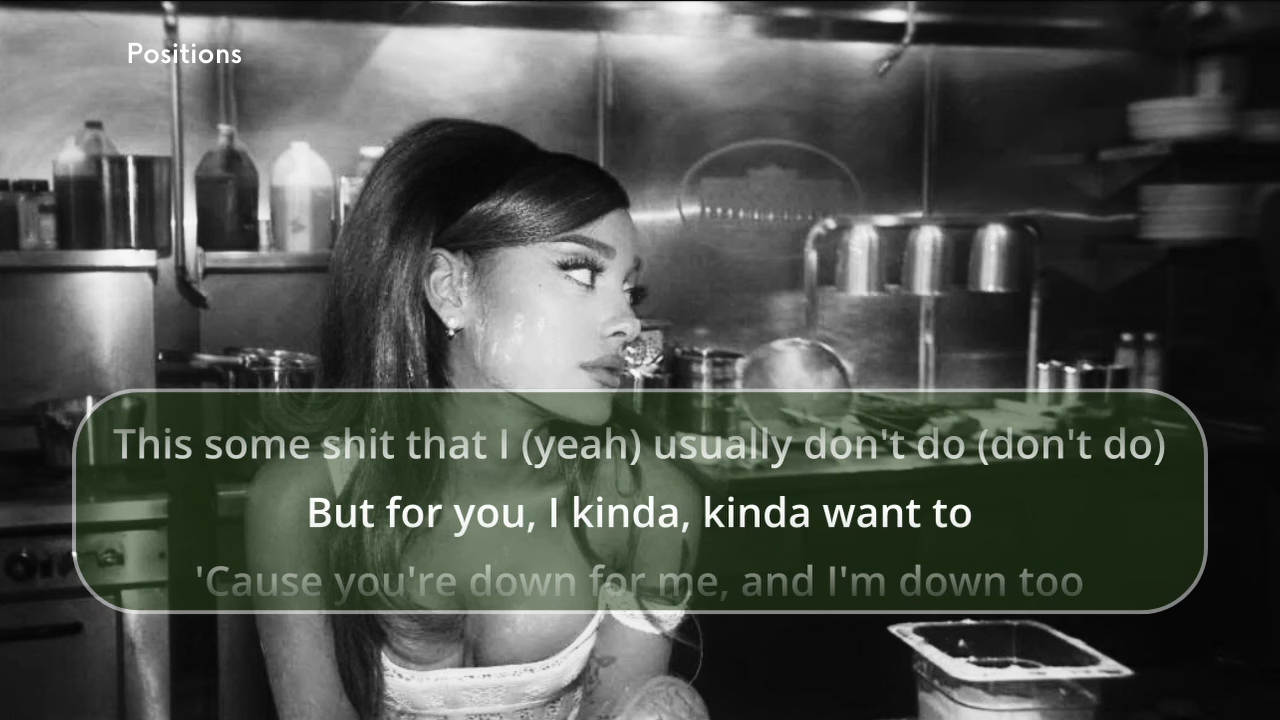 Positions
This some shit that I (yeah) usually don't do (don't do)
But for you, I kinda, kinda want to
'Cause you're down for me, and I'm down too